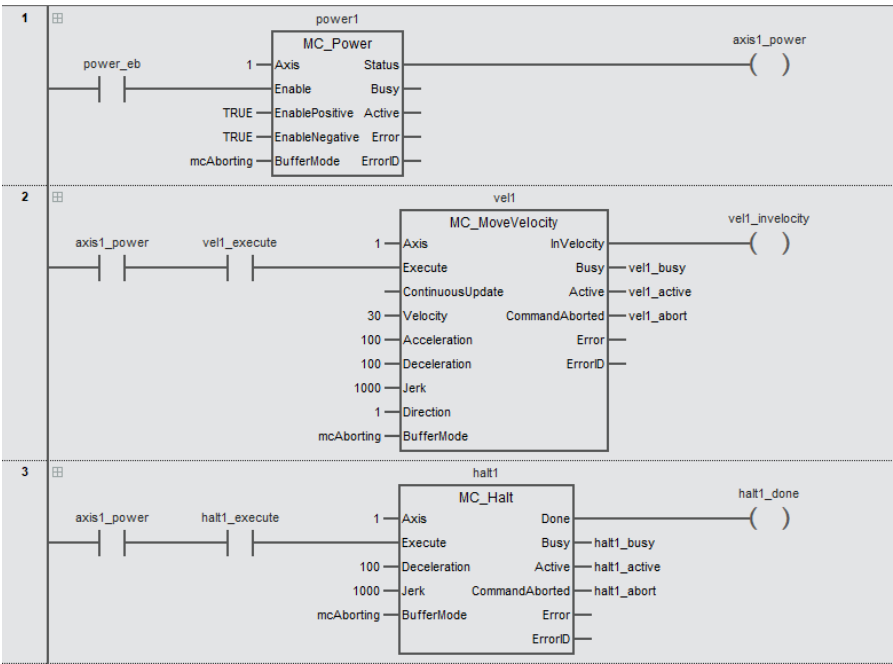 1
power1
MC_Power
axis1_power
power_eb
1 Axis Status
Enable Busy
TRUE EnablePositive Active
TRUE EnableNegative Error
mcAborting BufferMode ErrorID
2
vel1
MC_MoveVelocity
vel1_invelocity
axis1_power vel1_execute 1 Axis InVelocity
Execute Busy vel1_busy
ContinuousUpdate Active vel1_active
30 Velocity CommandAborted vel1_abort
100 Acceleration Error
100 Deceleration ErrorID
1000 Jerk
1 Direction
mcAborting BufferMode
3
halt1
MC_Halt
halt1_done
axis1_power halt1_execute 1 Axis Done
Execute Busy halt1_busy
100 Deceleration Active halt1_active
1000 Jerk CommandAborted halt1_abort
mcAborting BufferMode Error
ErrorID